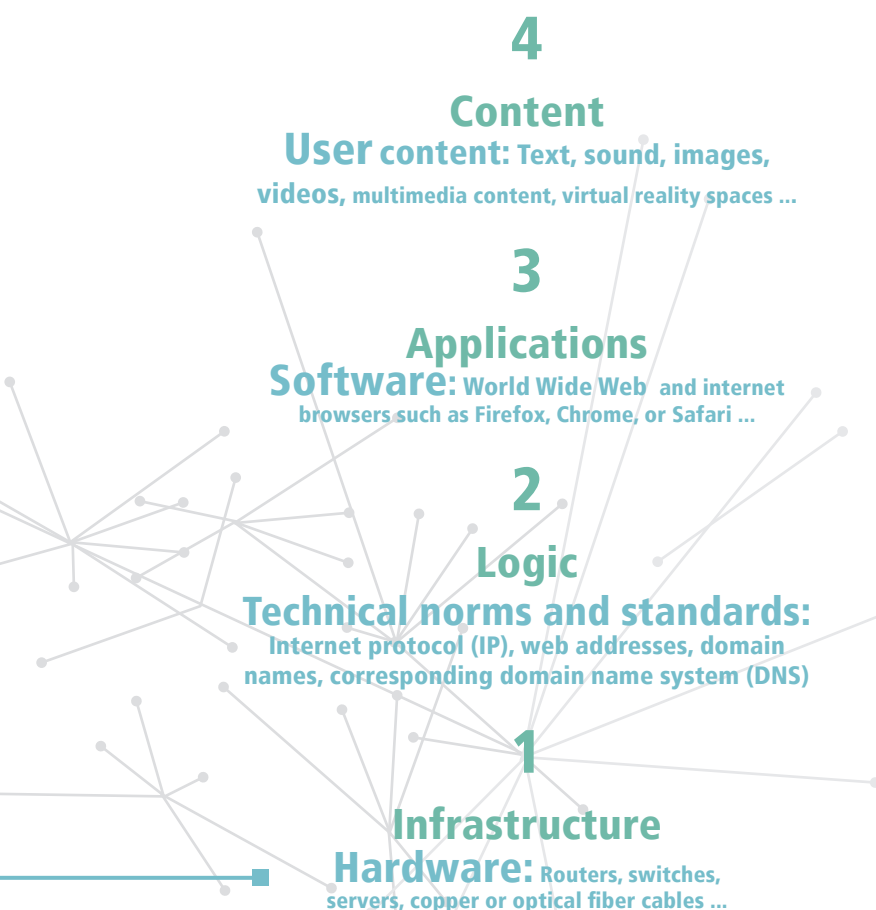 4
Content
User content: Text, sound, images,
videos, multimedia content, virtual reality spaces ...
3
Applications
Software: World Wide Web and internet
browsers such as Firefox, Chrome, or Safari ...
2
Logic
Technical norms and standards:
Internet protocol (IP), web addresses, domain
names, corresponding domain name system (DNS)
1
Infrastructure
Hardware: Routers, switches,
servers, copper or optical fiber cables ...